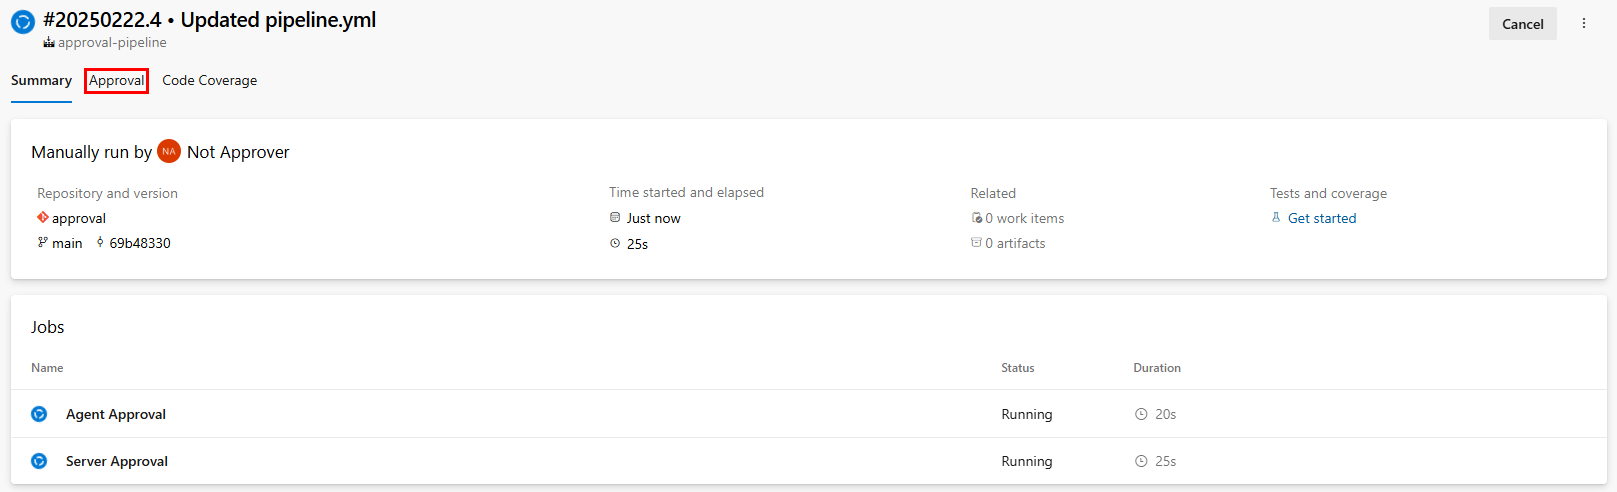 #20250222.4 • Updated pipeline.yml
Cancel
approval-pipeline
Summary Approval Code Coverage
Manually run by NA Not Approver
Repository and version Time started and elapsed Related Tests and coverage
approval Just now 0 work items Get started
main 69b48330 25s 0 artifacts
Jobs
Name Status Duration
Agent Approval Running 20s
Server Approval Running 25s